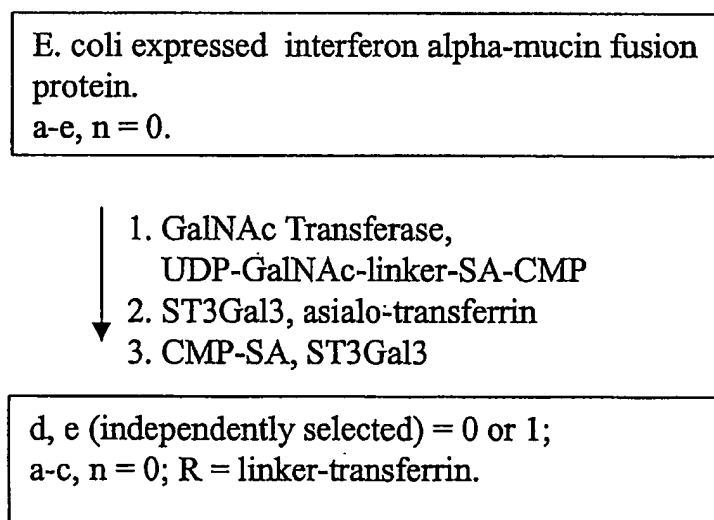 E. coli expressed interferon alpha-mucin fusion
protein.
a-e, n = 0.
1. GalNAc Transferase,
UDP-GalNAc-linker-SA-CMP
2. ST3Gal3, asialo-transferrin
3. CMP-SA, ST3Gal3
d, e (independently selected) = 0 or 1;
a-c, n = 0; R = linker-transferrin.